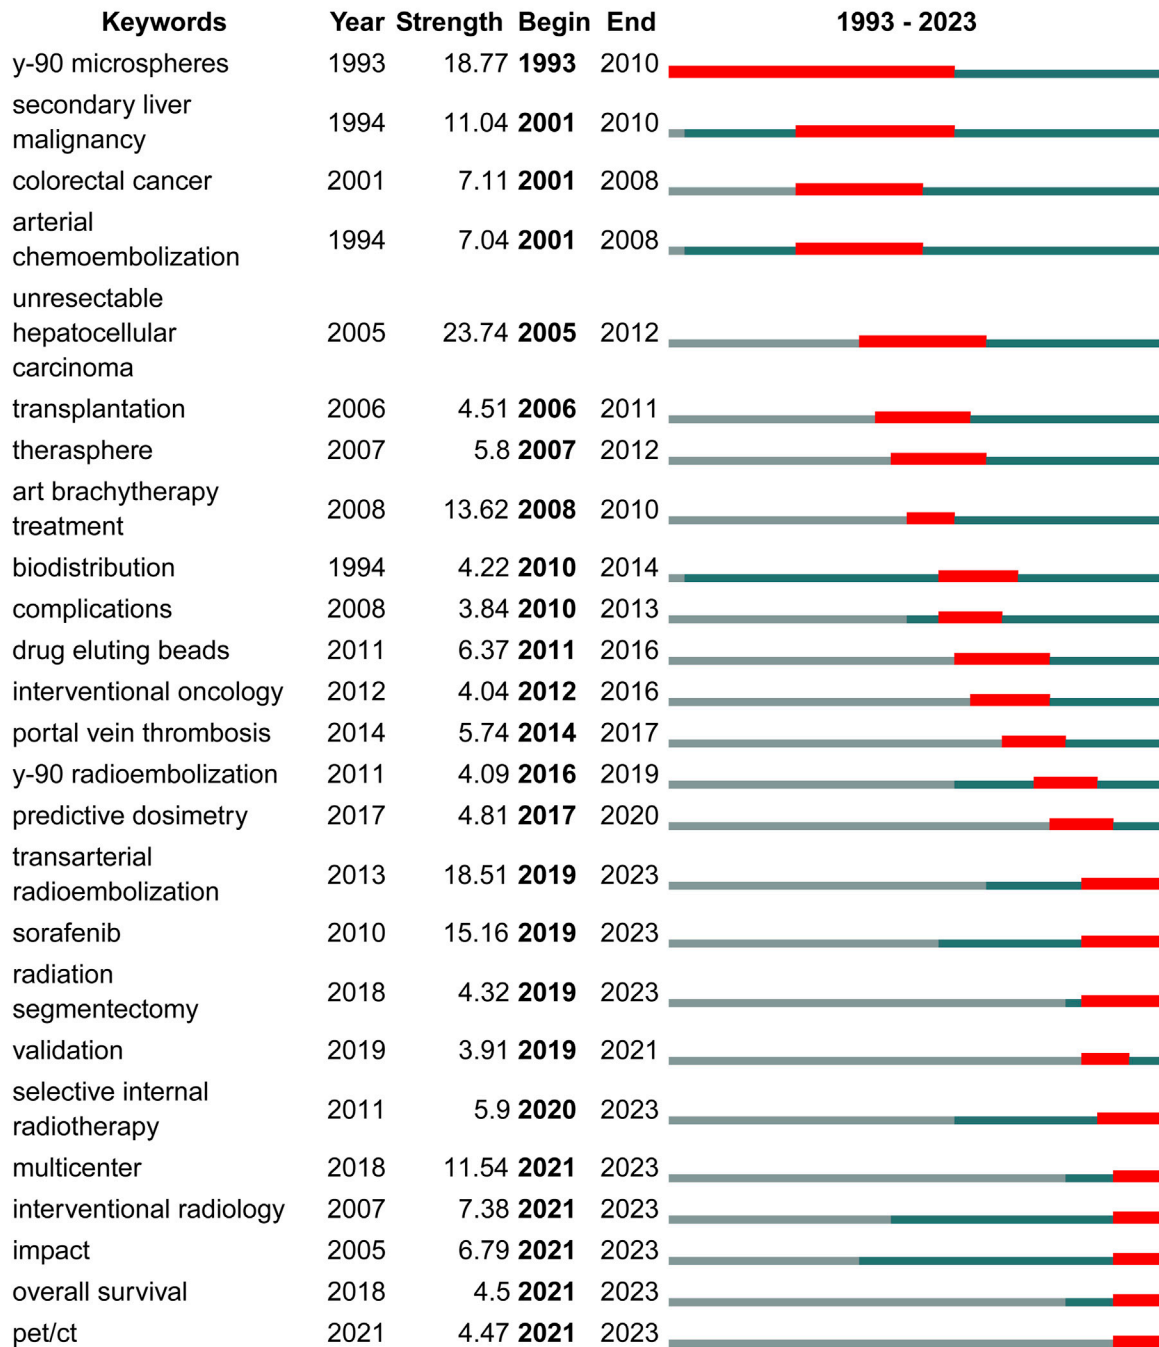 Keywords Year Strength Begin End 1993 - 2023
y-90 microspheres 1993 18.77 1993 2010
secondary liver
malignancy 1994 11.04 2001 2010
colorectal cancer 2001 7.11 2001 2008
arterial
chemoembolization 1994 7.04 2001 2008
unresectable
hepatocellular 2005 23.74 2005 2012
carcinoma
transplantation 2006 4.51 2006 2011
therasphere 2007 5.8 2007 2012
art brachytherapy
treatment 2008 13.62 2008 2010
biodistribution 1994 4.22 2010 2014
complications 2008 3.84 2010 2013
drug eluting beads 2011 6.37 2011 2016
interventional oncology 2012 4.04 2012 2016
portal vein thrombosis 2014 5.74 2014 2017
y-90 radioembolization 2011 4.09 2016 2019
predictive dosimetry 2017 4.81 2017 2020
transarterial
radioembolization 2013 18.51 2019 2023
sorafenib 2010 15.16 2019 2023
radiation
segmentectomy 2018 4.32 2019 2023
validation 2019 3.91 2019 2021
selective internal
radiotherapy 2011 5.9 2020 2023
multicenter 2018 11.54 2021 2023
interventional radiology 2007 7.38 2021 2023
impact 2005 6.79 2021 2023
overall survival 2018 4.5 2021 2023
pet/ct 2021 4.47 2021 2023